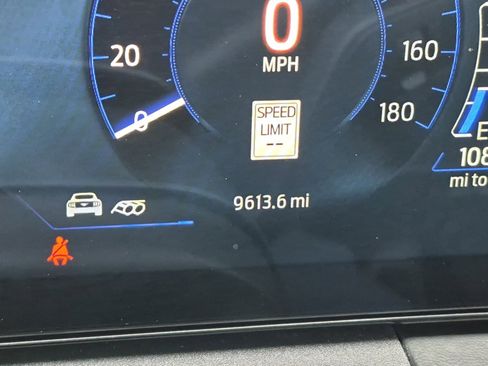 0
MPH
20
160
0
180
SPEED
LIMIT
--
E
108
mi to
9613.6 mi